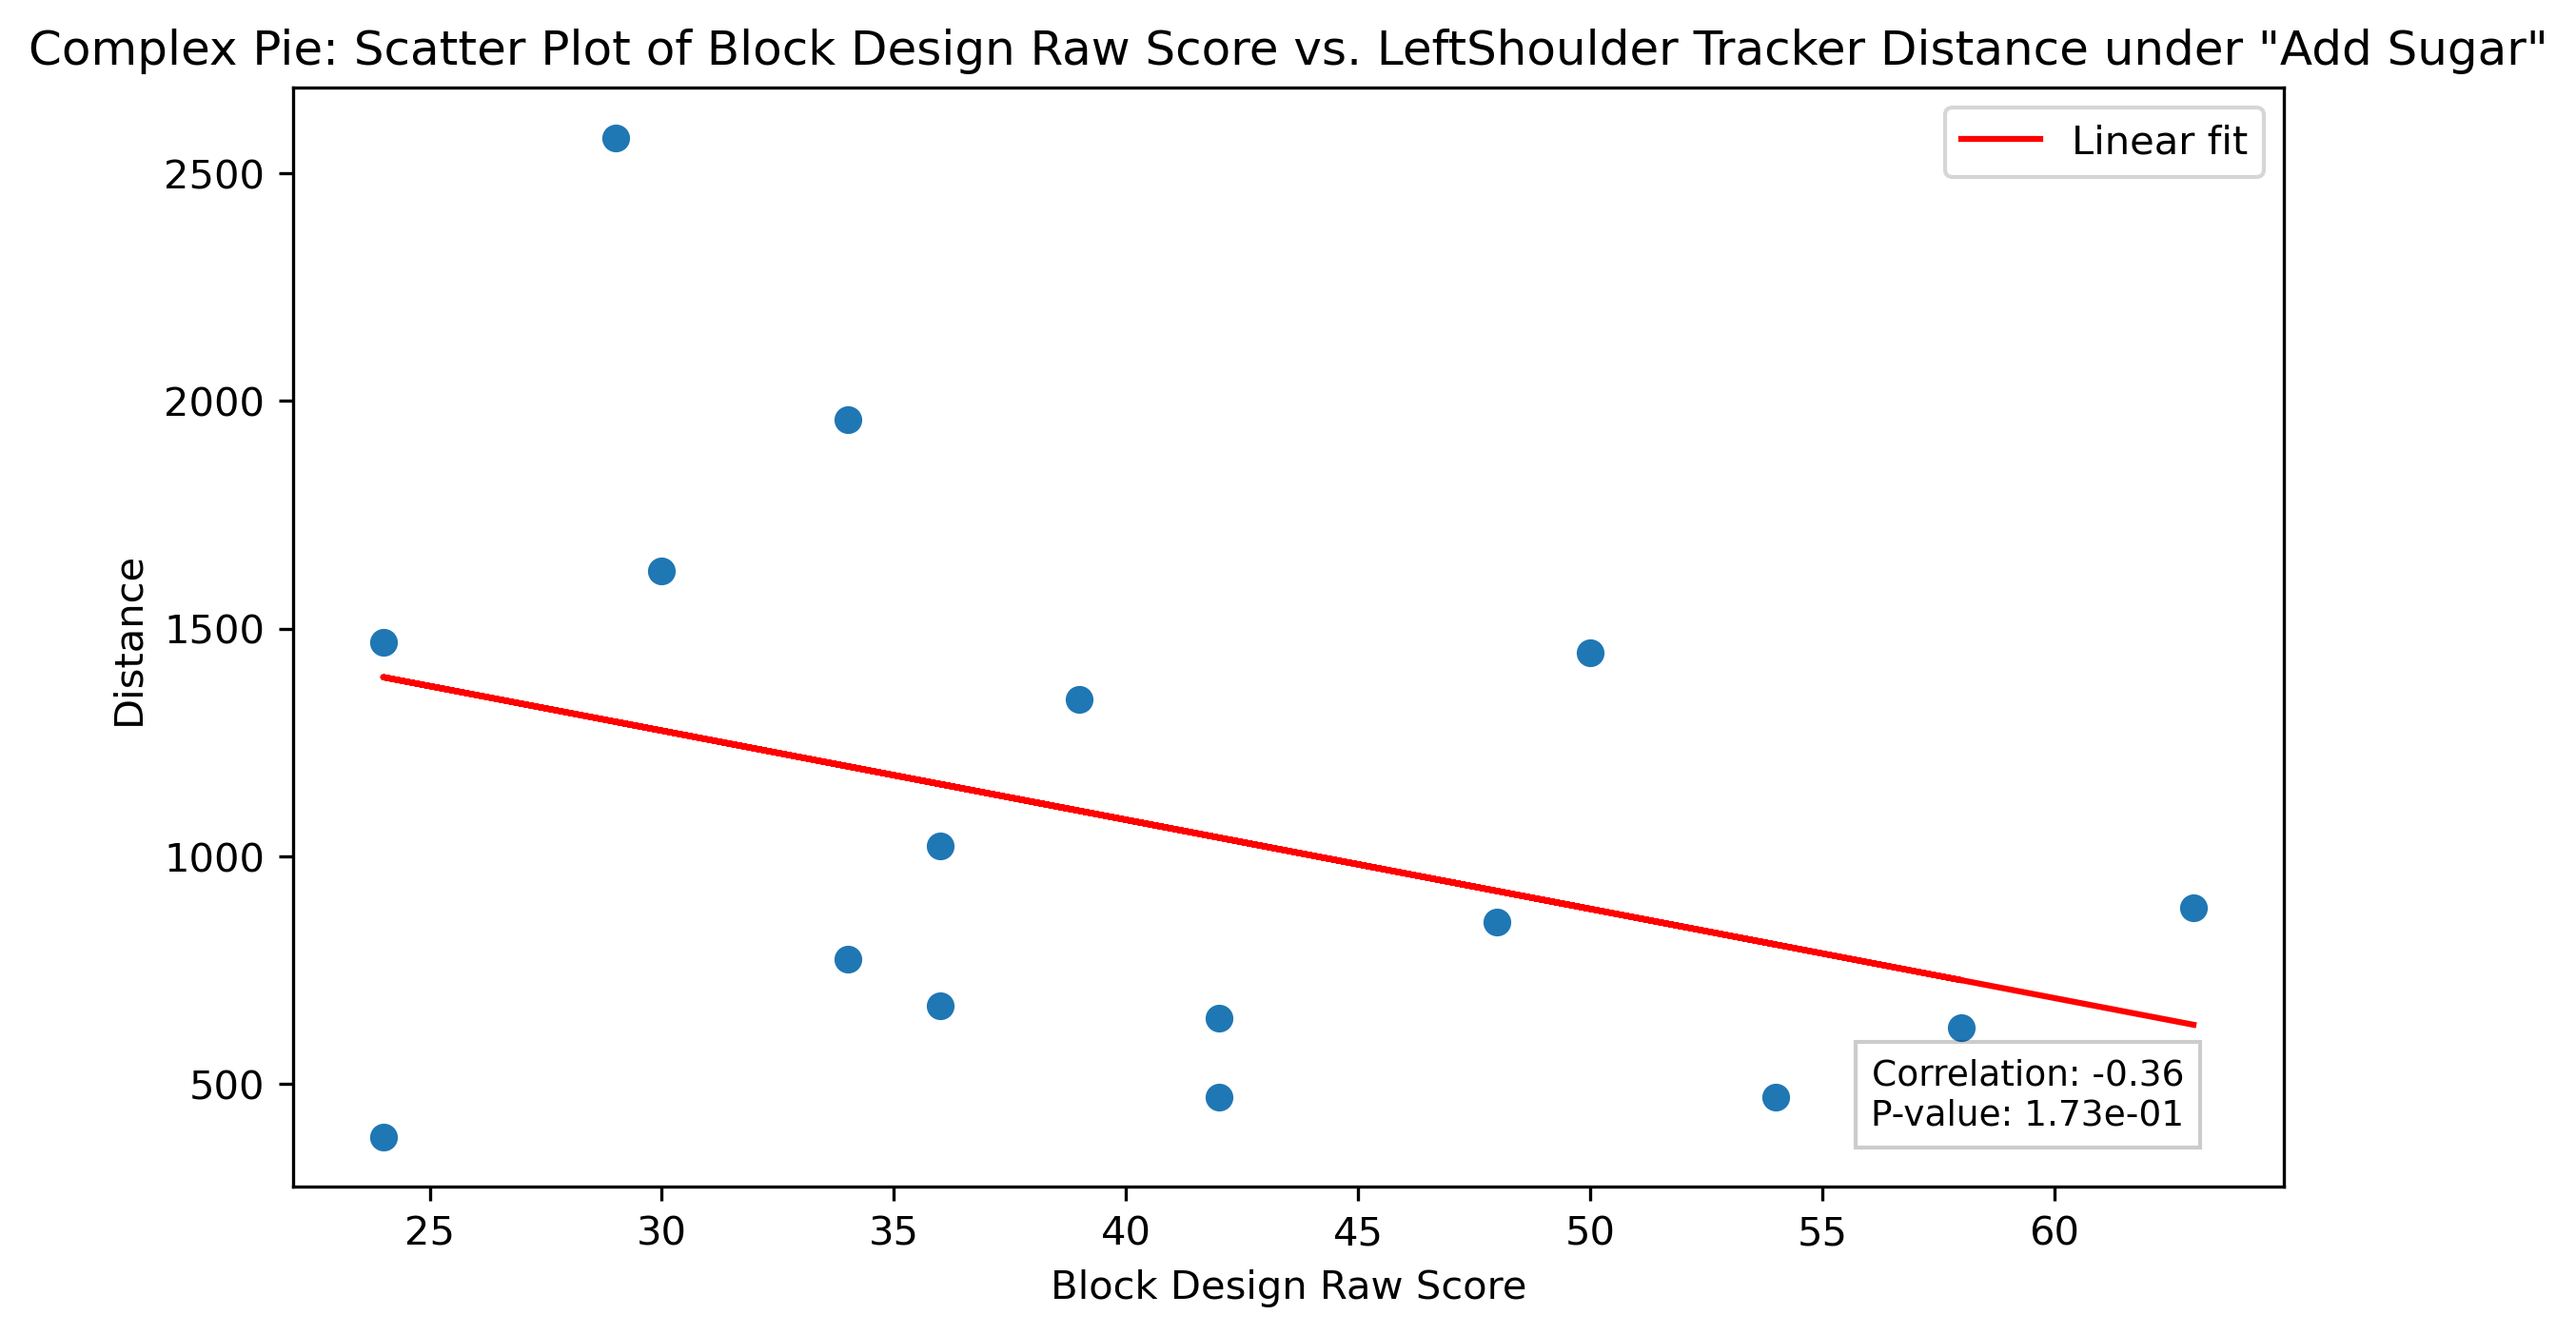 Complex Pie: Scatter Plot of Block Design Raw Score vs. LeftShoulder Tracker Distance under "Add Sugar"
Linear fit
2500
2000
1500
1000
500
Distance
Correlation: -0.36
P-value: 1.73e-01
25 30 35 40 45 50 55 60
Block Design Raw Score